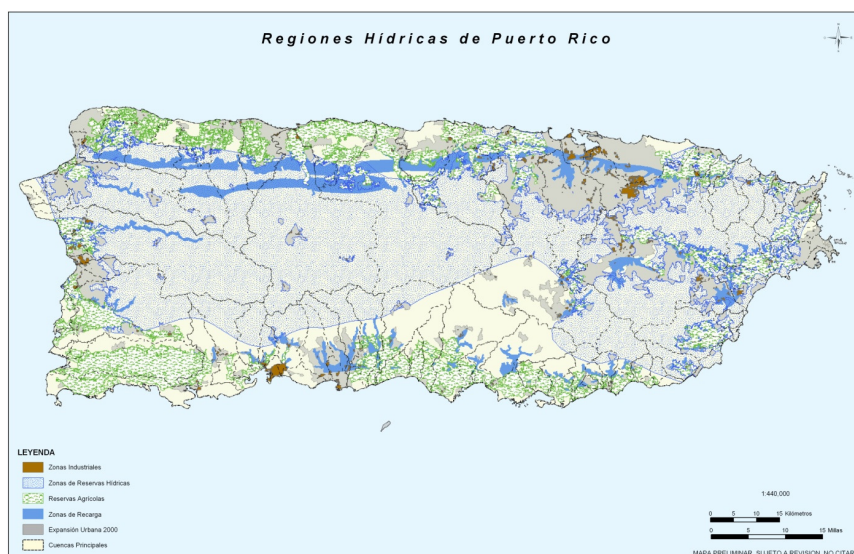 Regiones Hídricas de Puerto Rico
LEYENDA
Zonas Industriales
Zonas de Reservas Hídricas
Reservas Agrícolas
Zonas de Recarga
Expansión Urbana 2000
Cuencas Principales
1:440,000
0 5 10 15 Kilómetros
0 5 10 15 Millas
MAPA PRELIMINAR, SUJETO A REVISION, NO CITAR